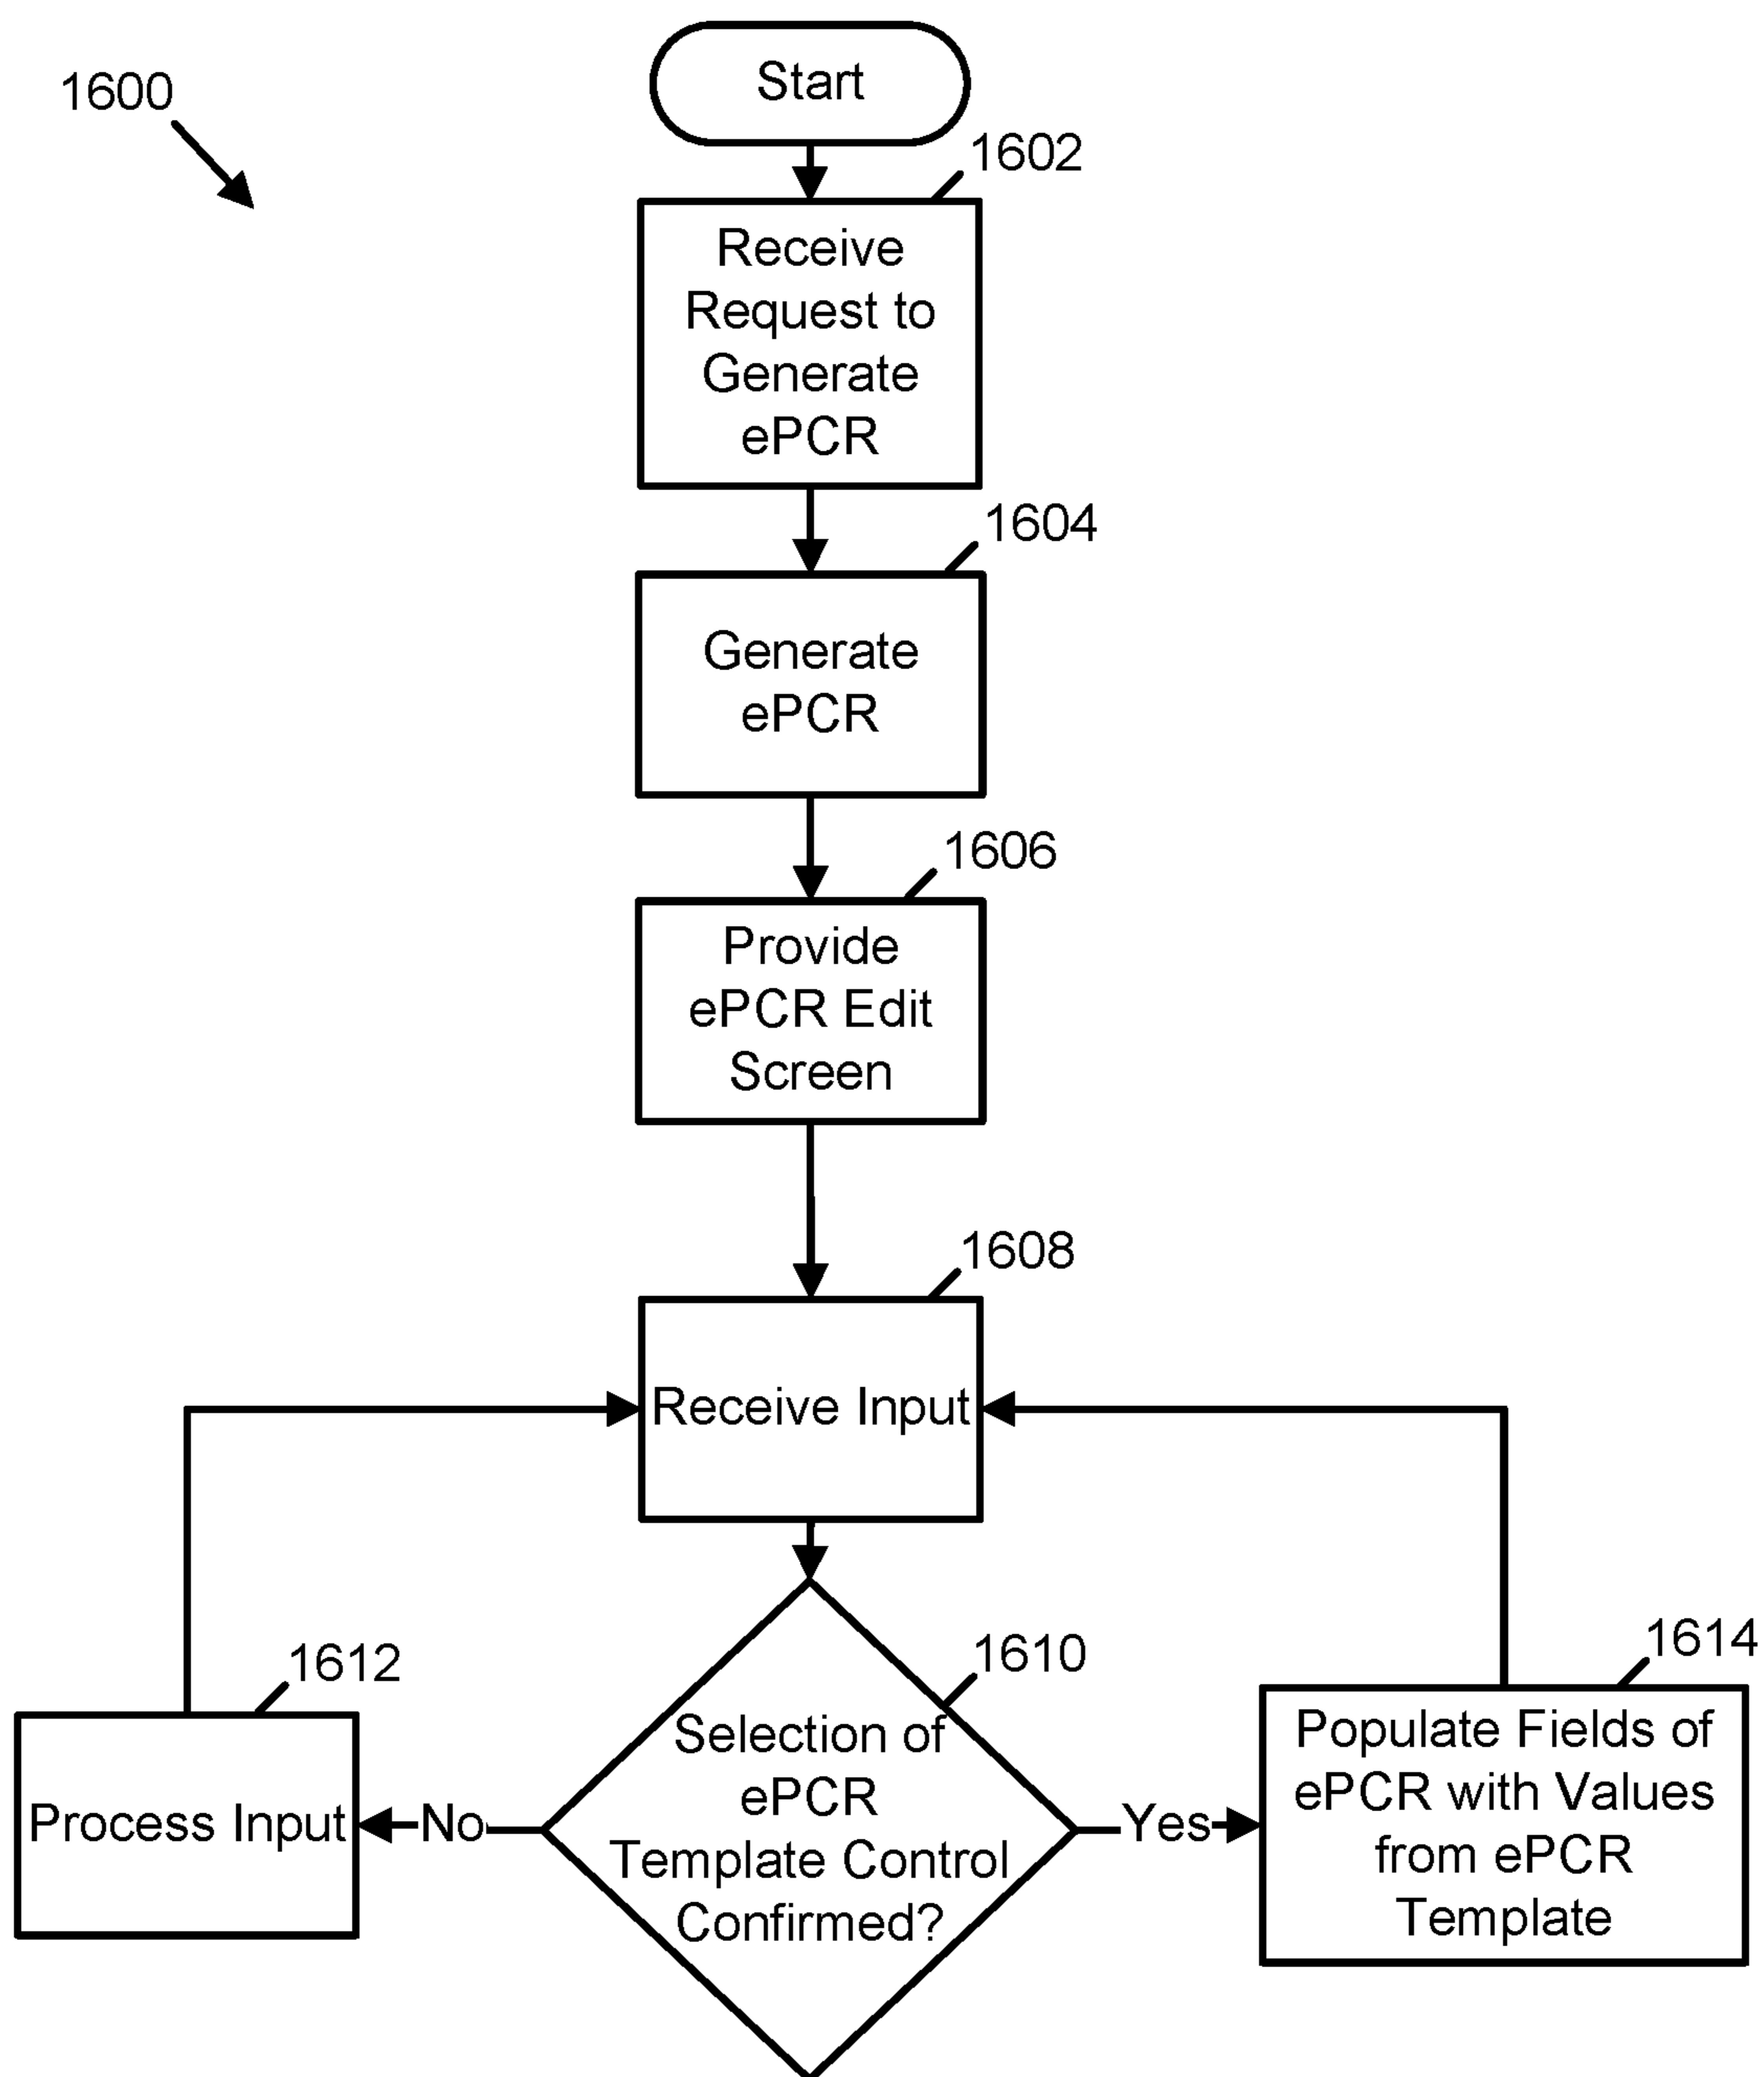 1600
Start
1602
Receive
Request to
Generate
ePCR
1604
Generate
ePCR
1606
Provide
ePCR Edit
Screen
1608
Receive Input
1610
Selection of
ePCR
Template Control
Confirmed?
No
Yes
1612
Process Input
1614
Populate Fields of
ePCR with Values
from ePCR
Template